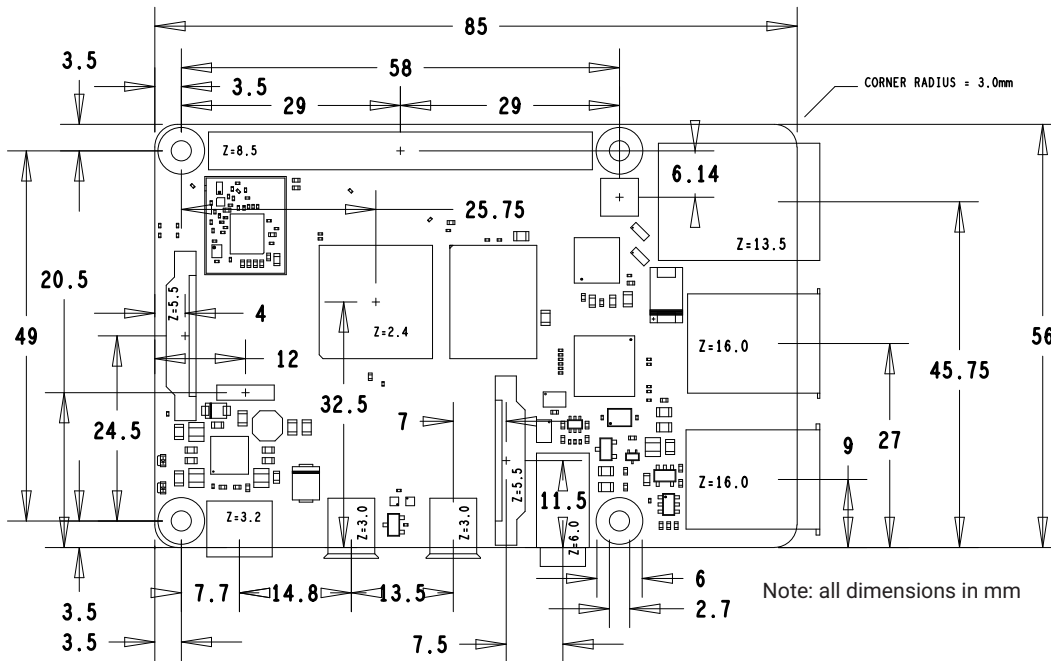 85
3.5
58
3.5
CORNER RADIUS = 3.0mm
29
29
Z=8.5
6.14
25.75
Z=13.5
20.5
Z=5.5
4
49
Z=2.4
56
12
Z=16.0
45.75
32.5
7
24.5
27
9
Z=5.5
Z=16.0
11.5
Z=3.2
Z=3.0
Z=3.0
Z=6.0
7.7
14.8
13.5
6
Note: all dimensions in mm
3.5
2.7
3.5
7.5